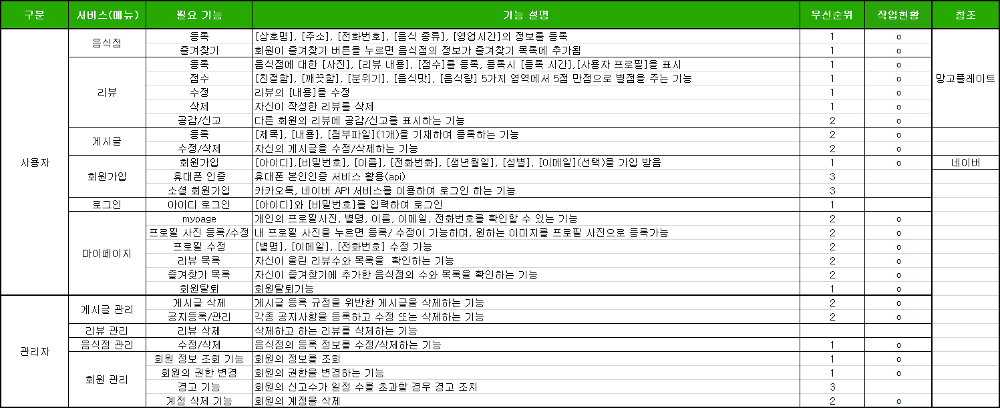 구분 서비스(메뉴) 필요 기능 기능 설명 우선순위 작업현황 참조
사용자 음식점 등록 [상호명], [주소], [전화번호], [음식 종류], [영업시간]의 정보를 등록 1 o 망고플레이트
즐겨찾기 회원이 즐겨찾기 버튼을 누르면 음식점의 정보가 즐겨찾기 목록에 추가됨 1 o
리뷰 등록 음식점에 대한 [사진], [리뷰 내용], [점수]를 등록, 등록시 [등록 시간],[사용자 프로필]을 표시 1 o
점수 [친절함], [깨끗함], [분위기], [음식맛], [음식량] 5가지 영역에서 5점 만점으로 별점을 주는 기능 1 o
수정 리뷰의 [내용]을 수정 1 o
삭제 자신이 작성한 리뷰를 삭제 1 o
공감/신고 다른 회원의 리뷰에 공감/신고를 표시하는 기능 2 o
게시글 등록 [제목], [내용], [첨부파일](1개)을 기재하여 등록하는 기능 2 o
수정/삭제 자신의 게시글을 수정/삭제하는 기능 2 o
회원가입 회원가입 [아이디],[비밀번호], [이름], [전화번화], [생년월일], [성별], [이메일](선택)을 기입 받음 1 o 네이버
휴대폰 인증 휴대폰 본인인증 서비스 활용(api) 3
소셜 회원가입 카카오톡, 네이버 API 서비스를 이용하여 로그인 하는 기능 3
로그인 아이디 로그인 [아이디]와 [비밀번호]를 입력하여 로그인 1
마이페이지 mypage 개인의 프로필사진, 별명, 이름, 이메일, 전화번호를 확인할 수 있는 기능 2 o
프로필 사진 등록/수정 내 프로필 사진을 누르면 등록/ 수정이 가능하며, 원하는 이미지를 프로필 사진으로 등록가능 2 o
프로필 수정 [별명], [이메일], [전화번호] 수정 가능 2 o
리뷰 목록 자신이 올린 리뷰수와 목록을 확인하는 기능 2 o
즐겨찾기 목록 자신이 즐겨찾기에 추가한 음식점의 수와 목록을 확인하는 기능 2 o
회원탈퇴 회원탈퇴기능 1 o
관리자 게시글 관리 게시글 삭제 게시글 등록 규정을 위반한 게시글을 삭제하는 기능 2 o
공지등록/관리 각종 공지사항을 등록하고 수정 또는 삭제하는 기능 2 o
리뷰 관리 리뷰 삭제 삭제하고 하는 리뷰를 삭제하는 기능
음식점 관리 수정/삭제 음식점의 등록 정보를 수정/삭제하는 기능 1 o
회원 관리 회원 정보 조회 기능 회원의 정보를 조회 1 o
회원의 권한 변경 회원의 권한을 변경하는 기능 1 o
경고 기능 회원의 신고수가 일정 수를 초과할 경우 경고 조치 3
계정 삭제 기능 회원의 계정을 삭제 2 o